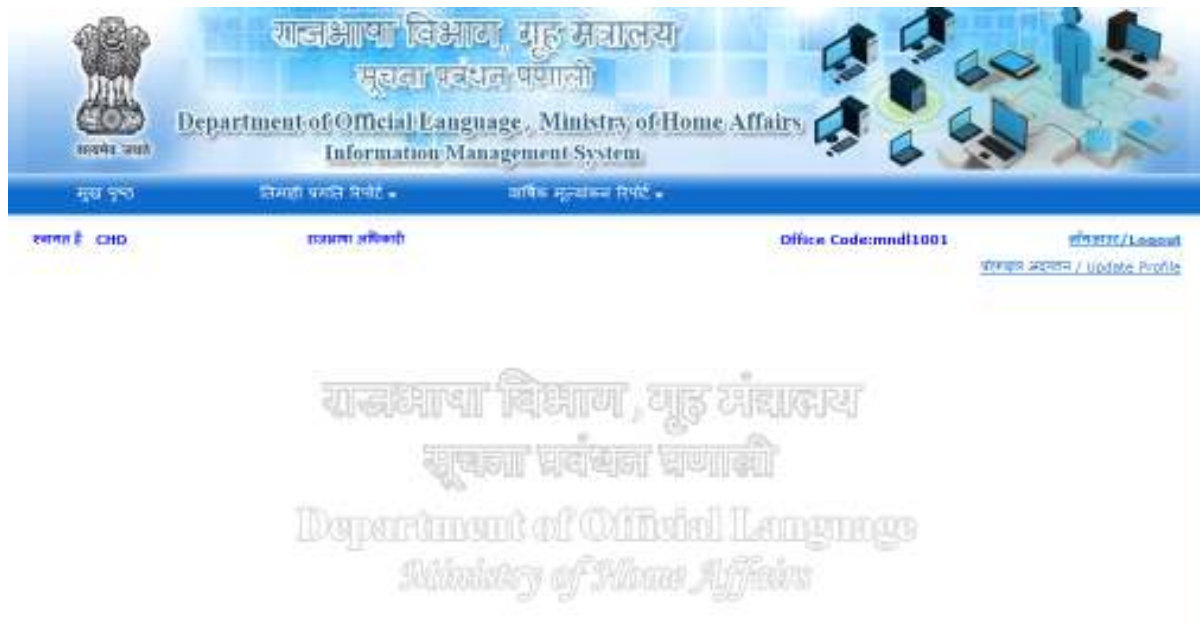 राजभाषा विभाग, गृह मंत्रालय
सूचना प्रबंधन प्रणाली
Department of Official Language, Ministry of Home Affairs
Information Management System
सत्यमेव जयते
मुख पृष्ठ तिमाही प्रगति रिपोर्ट वार्षिक मूल्यांकन रिपोर्ट
स्वागत है CHO राजभाषा अधिकारी Office Code:mndl1001 लॉगआउट/Logout
प्रोफाइल अद्यतन / Update Profile
राजभाषा विभाग, गृह मंत्रालय
सूचना प्रबंधन प्रणाली
Department of Official Language
Ministry of Home Affairs